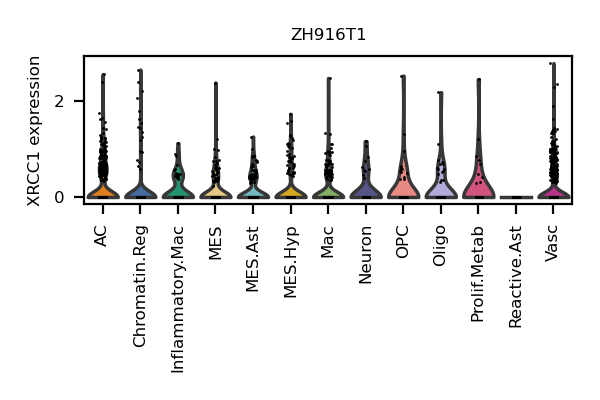 ZH916T1
XRCC1 expression
2
0
AC
Chromatin.Reg
Inflammatory.Mac
MES
MES.Ast
MES.Hyp
Mac
Neuron
OPC
Oligo
Prolif.Metab
Reactive.Ast
Vasc